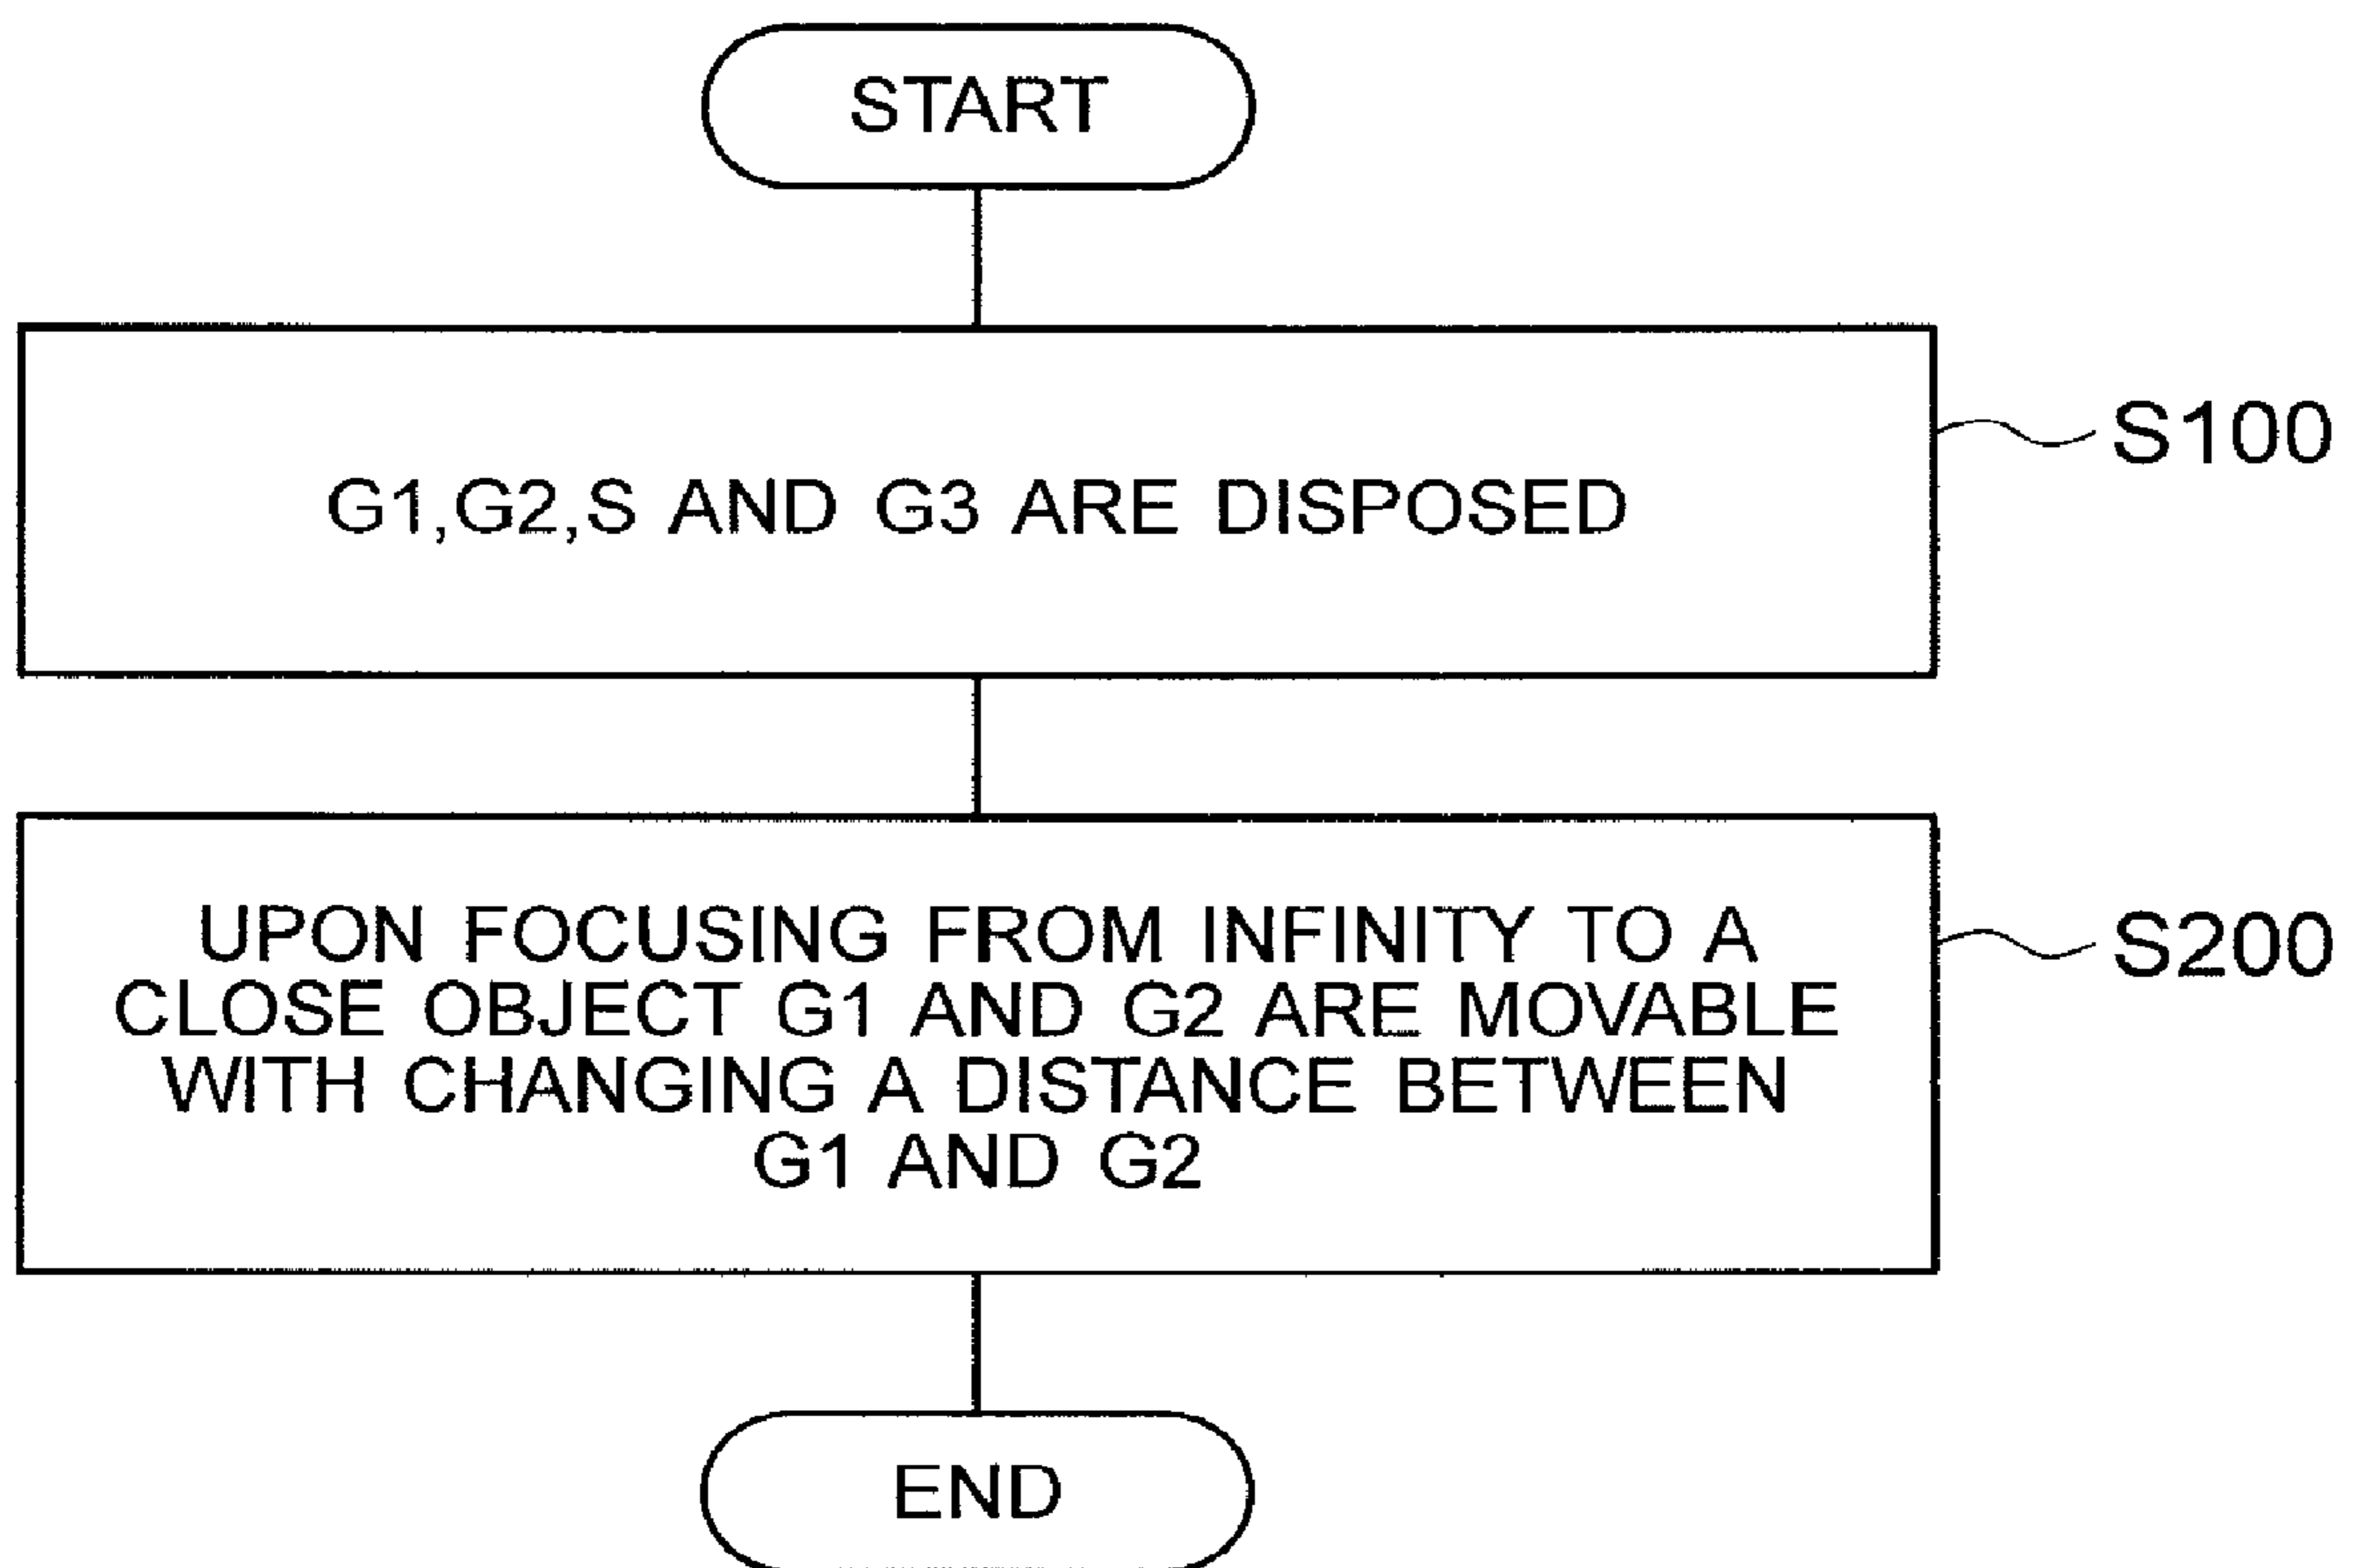 START
G1,G2,S AND G3 ARE DISPOSED
S100
UPON FOCUSING FROM INFINITY TO A
CLOSE OBJECT G1 AND G2 ARE MOVABLE
WITH CHANGING A DISTANCE BETWEEN
G1 AND G2
S200
END